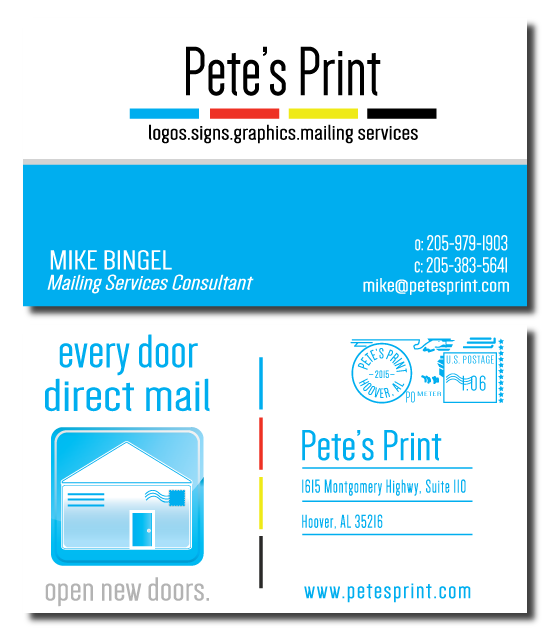 Pete's Print
logos.signs.graphics.mailing services
MIKE BINGEL
Mailing Services Consultant
o: 205-979-1903
c: 205-383-5641
mike@petesprint.com
every door
direct mail
open new doors.
PETE'S PRINT
-2015-
HOOVER, AL
U.S. POSTAGE
1.06
PO METER
Pete's Print
1615 Montgomery Highwy, Suite 110
Hoover, AL 35216
www.petesprint.com